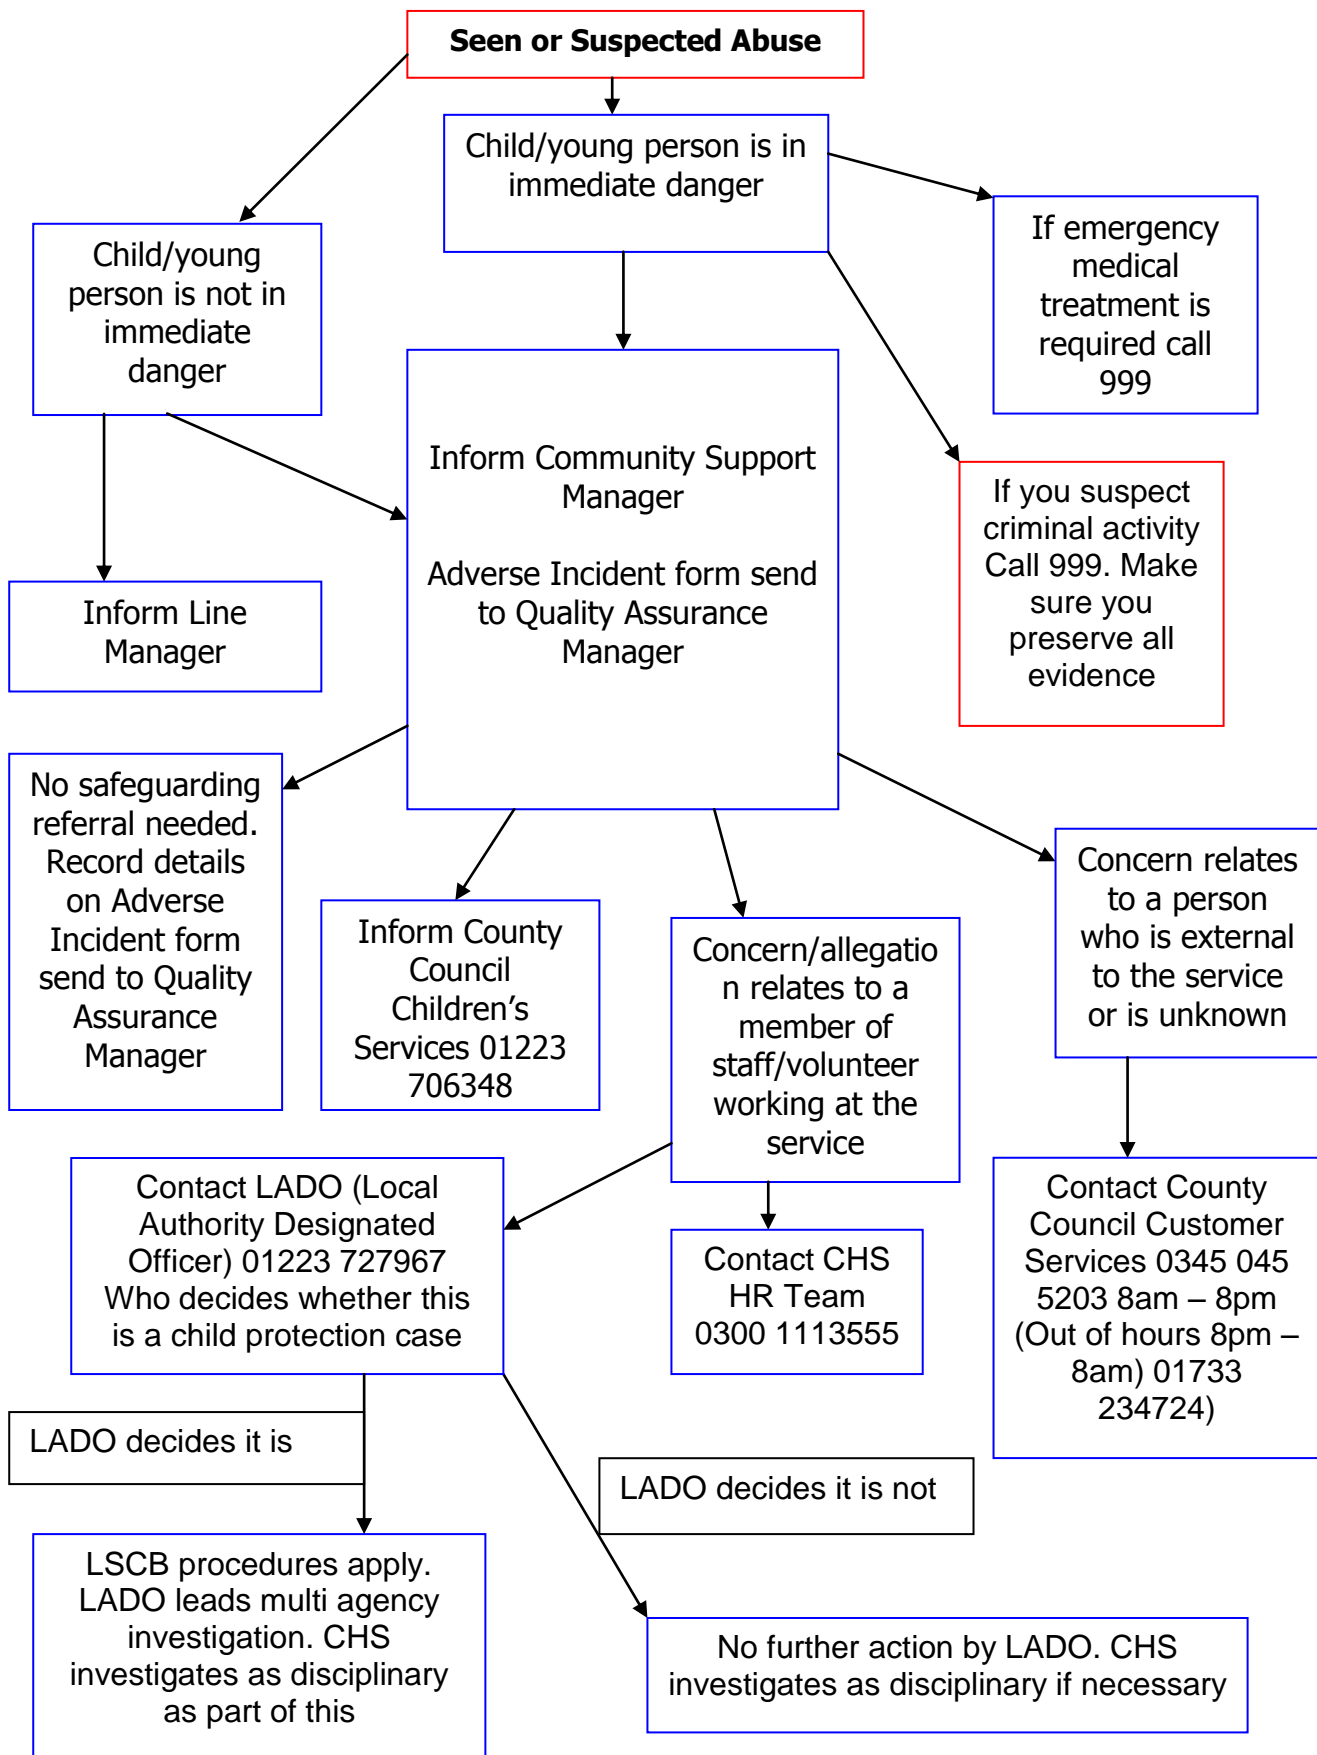 Seen or Suspected Abuse
Child/young person is in
immediate danger
Child/young
person is not in
immediate
danger
If emergency
medical
treatment is
required call
999
Inform Community Support
Manager
Adverse Incident form send
to Quality Assurance
Manager
If you suspect
criminal activity
Call 999. Make
sure you
preserve all
evidence
Inform Line
Manager
No safeguarding
referral needed.
Record details
on Adverse
Incident form
send to Quality
Assurance
Manager
Inform County
Council
Children’s
Services 01223
706348
Concern/allegatio
n relates to a
member of
staff/volunteer
working at the
service
Concern relates
to a person
who is external
to the service
or is unknown
Contact LADO (Local
Authority Designated
Officer) 01223 727967
Who decides whether this
is a child protection case
Contact CHS
HR Team
0300 1113555
Contact County
Council Customer
Services 0345 045
5203 8am – 8pm
(Out of hours 8pm –
8am) 01733
234724)
LADO decides it is
LADO decides it is not
LSCB procedures apply.
LADO leads multi agency
investigation. CHS
investigates as disciplinary
as part of this
No further action by LADO. CHS
investigates as disciplinary if necessary